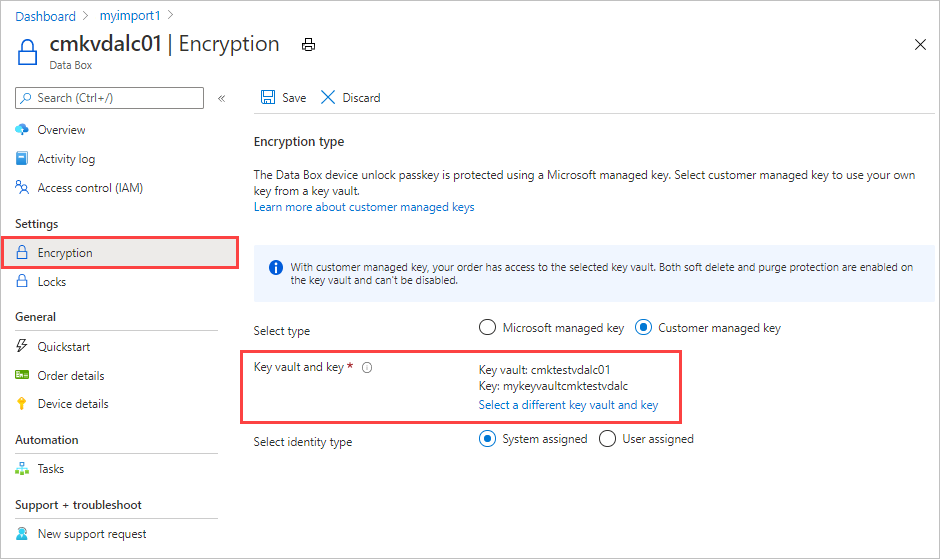 Dashboard > myimport1 >
cmkvdalc01 | Encryption
Data Box
Search (Ctrl+/)
«
Overview
Activity log
Access control (IAM)
Settings
Encryption
Locks
General
Quickstart
Order details
Device details
Automation
Tasks
Support + troubleshoot
New support request
Save Discard
Encryption type
The Data Box device unlock passkey is protected using a Microsoft managed key. Select customer managed key to use your own
key from a key vault.
Learn more about customer managed keys
With customer managed key, your order has access to the selected key vault. Both soft delete and purge protection are enabled on
the key vault and can't be disabled.
Select type Microsoft managed key Customer managed key
Key vault and key *
Key vault: cmktestvdalc01
Key: mykeyvaultcmktestvdalc
Select a different key vault and key
Select identity type System assigned User assigned